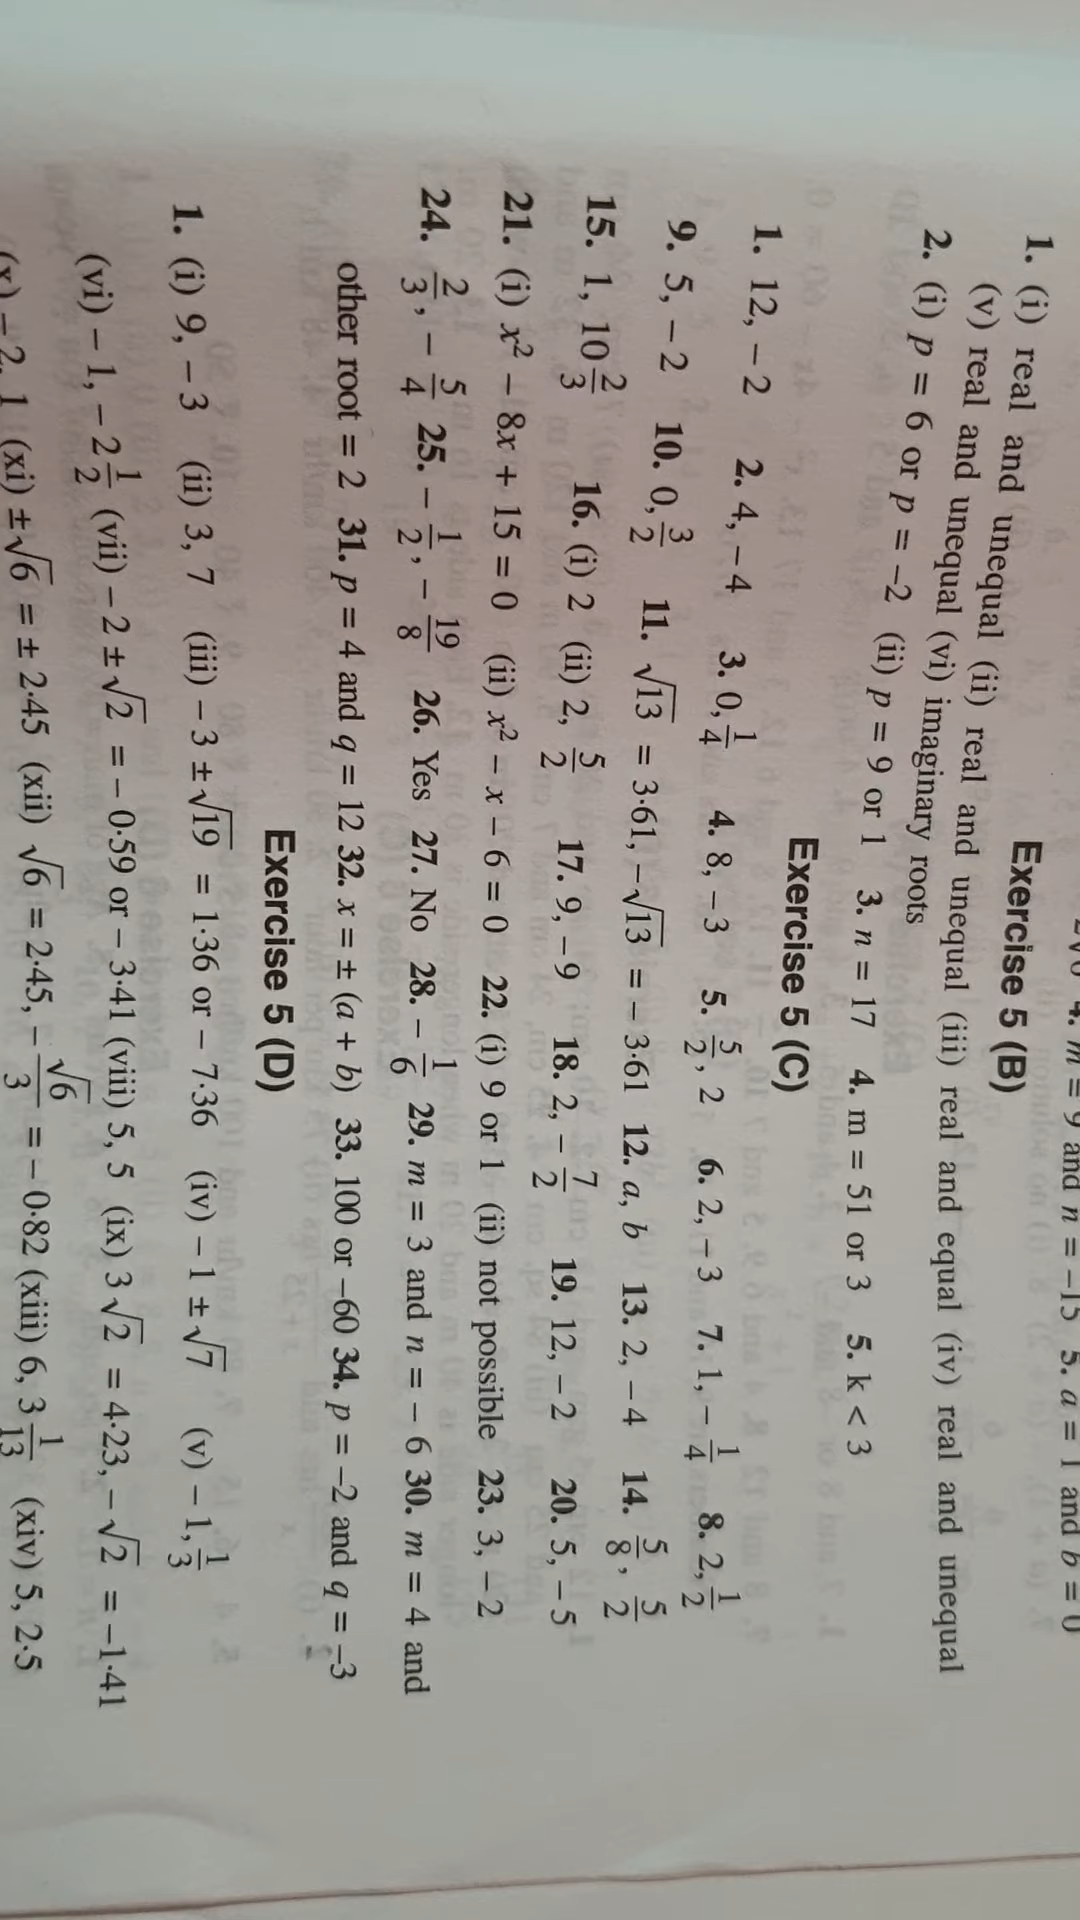 4. m = 9 and n = –15 5. a = 1 and b = 0
Exercise 5 (B)
1. (i) real and unequal (ii) real and unequal (iii) real and equal (iv) real and unequal
(v) real and unequal (vi) imaginary roots
2. (i) p = 6 or p = –2 (ii) p = 9 or 1 3. n = 17 4. m = 51 or 3 5. k < 3
Exercise 5 (C)
1. 12, – 2 2. 4, – 4 3. 0, 1/4 4. 8, – 3 5. 5/2, 2 6. 2, – 3 7. 1, – 1/4 8. 2, 1/2
9. 5, – 2 10. 0, 3/2 11. √13 = 3·61, –√13 = – 3·61 12. a, b 13. 2, – 4 14. 5/8, 5/2
15. 1, 10 2/3 16. (i) 2 (ii) 2, 5/2 17. 9, – 9 18. 2, – 7/2 19. 12, – 2 20. 5, – 5
21. (i) x² – 8x + 15 = 0 (ii) x² – x – 6 = 0 22. (i) 9 or 1 (ii) not possible 23. 3, – 2
24. 2/3, – 5/4 25. – 1/2, – 19/8 26. Yes 27. No 28. – 1/6 29. m = 3 and n = – 6 30. m = 4 and
other root = 2 31. p = 4 and q = 12 32. x = ± (a + b) 33. 100 or –60 34. p = –2 and q = –3
Exercise 5 (D)
1. (i) 9, – 3 (ii) 3, 7 (iii) – 3 ± √19 = 1·36 or – 7·36 (iv) – 1 ± √7 (v) – 1, 1/3
(vi) – 1, – 2 1/2 (vii) – 2 ± √2 = – 0·59 or – 3·41 (viii) 5, 5 (ix) 3√2 = 4·23, – √2 = –1·41
(x) – 2, 1 (xi) ± √6 = ± 2·45 (xii) √6 = 2·45, – √6/3 = – 0·82 (xiii) 6, 3 1/13 (xiv) 5, 2·5